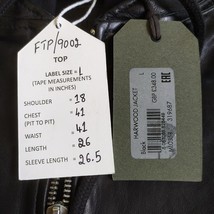 FTP/9002
TOP
LABEL SIZE = L
(TAPE MEASUREMENTS
IN INCHES)
SHOULDER - 18
CHEST - 41
(PIT TO PIT)
WAIST - 41
LENGTH - 26
SLEEVE LENGTH - 26.5
HARWOOD JACKET
L
GBP £348.00
Black
EAC